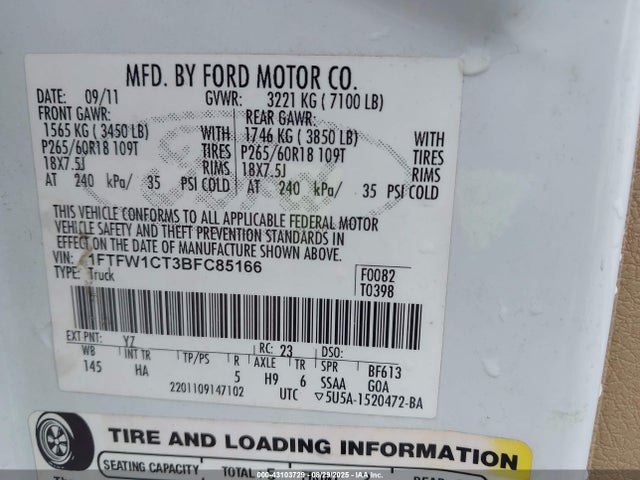 MFD. BY FORD MOTOR CO.
DATE: 09/11 GVWR: 3221 KG ( 7100 LB)
FRONT GAWR: REAR GAWR:
1565 KG ( 3450 LB) WITH 1746 KG ( 3850 LB) WITH
P265/60R18 109T TIRES P265/60R18 109T TIRES
18X7.5J RIMS 18X7.5J RIMS
AT 240 kPa/ 35 PSI COLD AT 240 kPa/ 35 PSI COLD
THIS VEHICLE CONFORMS TO ALL APPLICABLE FEDERAL MOTOR
VEHICLE SAFETY AND THEFT PREVENTION STANDARDS IN
EFFECT ON THE DATE OF MANUFACTURE SHOWN ABOVE.
VIN: 1FTFW1CT3BFC85166 F0082
TYPE: Truck T0398
EXT PNT: YZ RC: 23 DSO:
WB INT TR TP/PS R AXLE TR SPR BF613
145 HA 5 H9 6 SSAA GOA
2201109147102 UTC ▽5U5A-1520472-BA
TIRE AND LOADING INFORMATION
SEATING CAPACITY TOTAL
000-43103729 - 08/29/2025 - IAAI.com